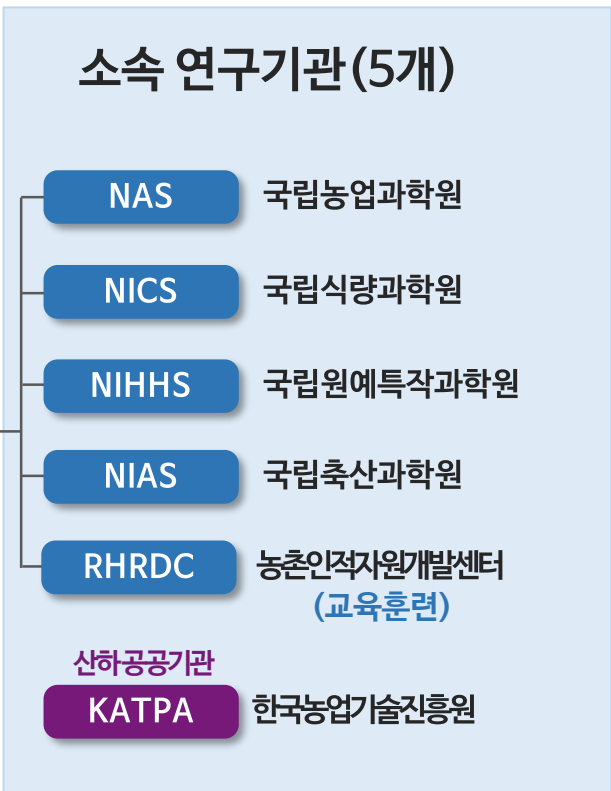 소속 연구기관(5개)
NAS 국립농업과학원
NICS 국립식량과학원
NIHHS 국립원예특작과학원
NIAS 국립축산과학원
RHRDC 농촌인적자원개발센터
(교육훈련)
산하공공기관
KATPA 한국농업기술진흥원